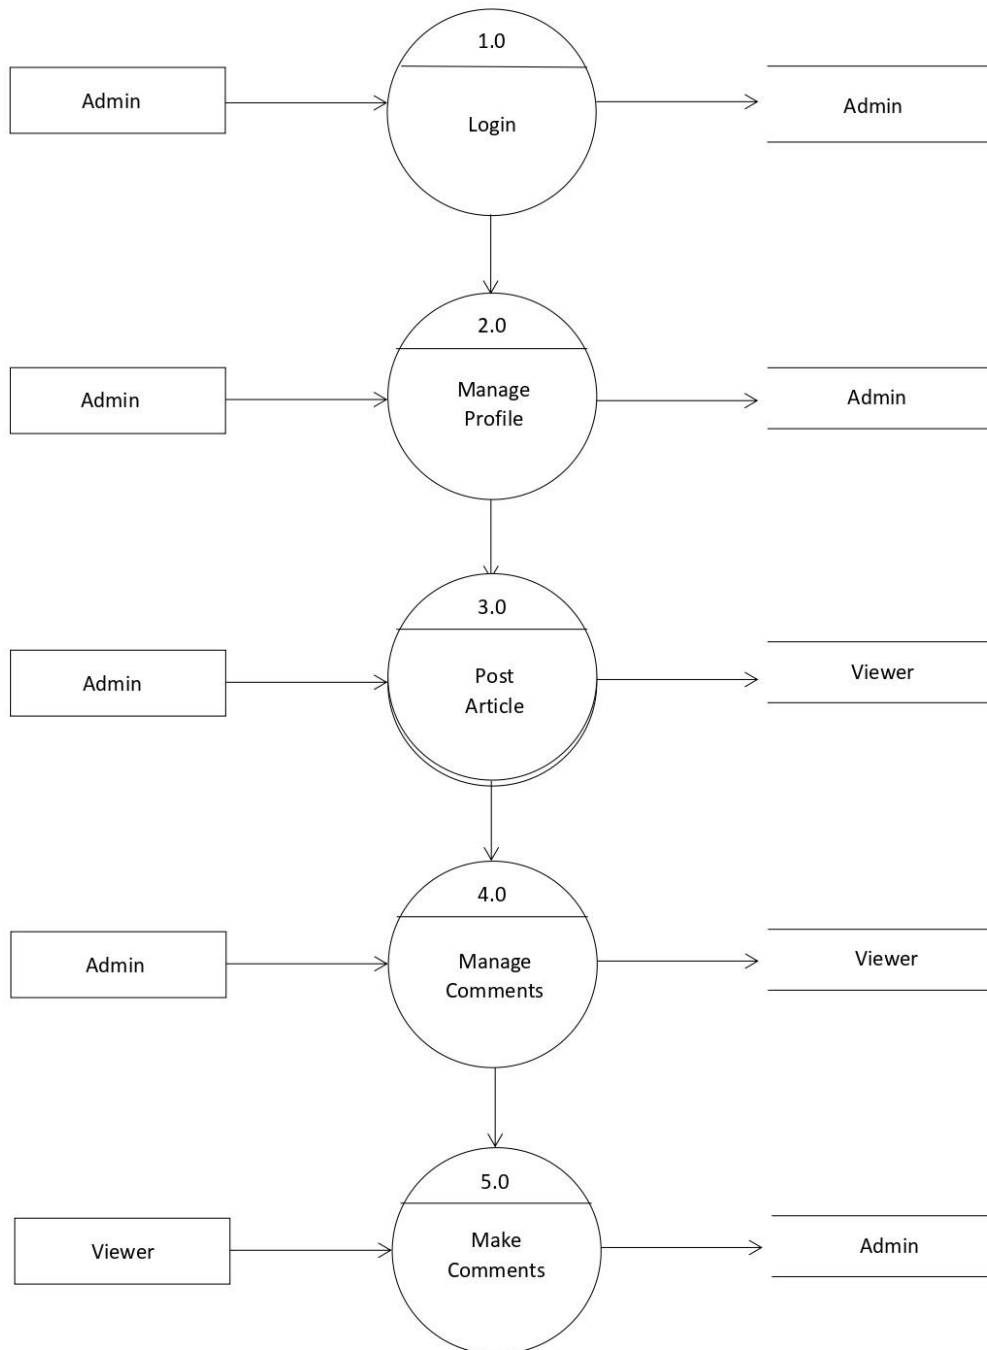 1.0
Admin
Login
Admin
2.0
Admin
Manage
Profile
Admin
3.0
Admin
Post
Article
Viewer
4.0
Admin
Manage
Comments
Viewer
5.0
Viewer
Make
Comments
Admin